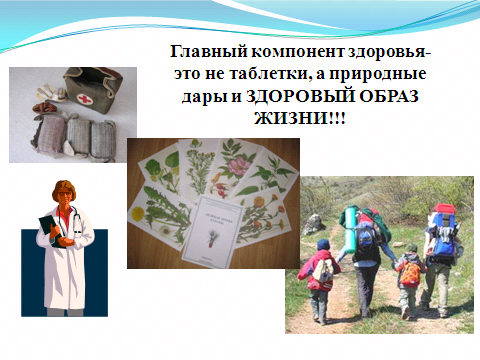 Главный компонент здоровья-
это не таблетки, а природные
дары и ЗДОРОВЫЙ ОБРАЗ
ЖИЗНИ!!!